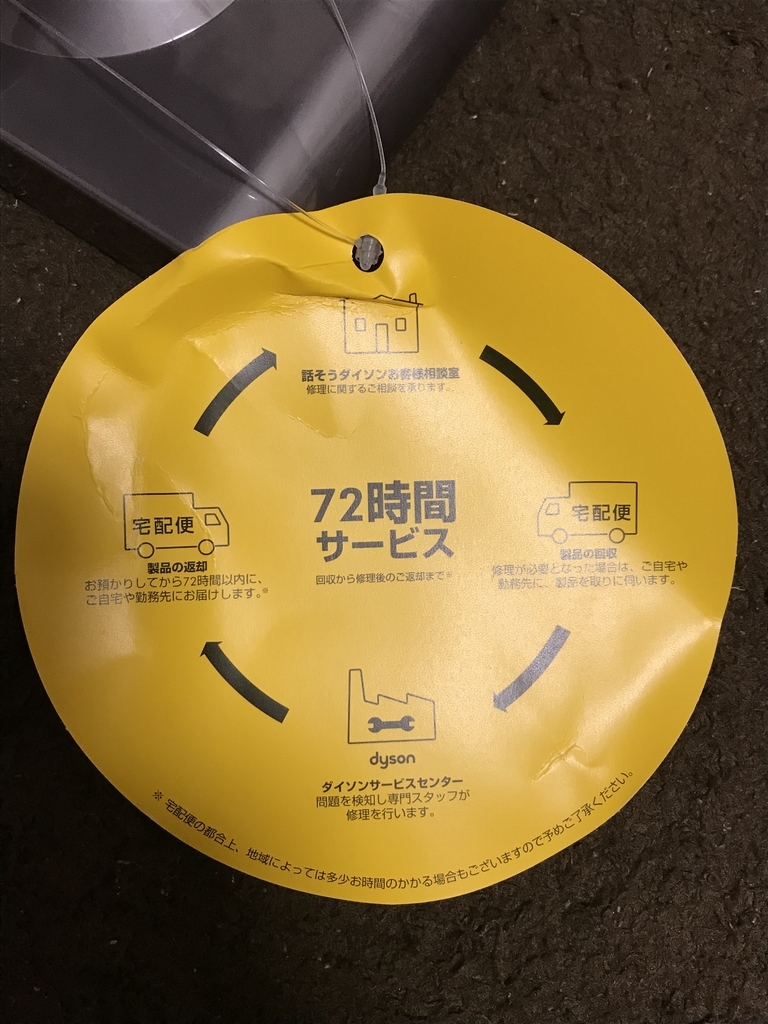 話そうダイソンお客様相談室
修理に関するご相談を承ります。
72時間
サービス
回収から修理後のご返却まで※
宅配便
製品の回収
修理が必要となった場合は、ご自宅や
勤務先に、製品を取りに伺います。
dyson
ダイソンサービスセンター
問題を検知し専門スタッフが
修理を行います。
宅配便
製品の返却
お預かりしてから72時間以内に、
ご自宅や勤務先にお届けします。※
※ 宅配便の都合上、地域によっては多少お時間のかかる場合もございますので予めご了承ください。